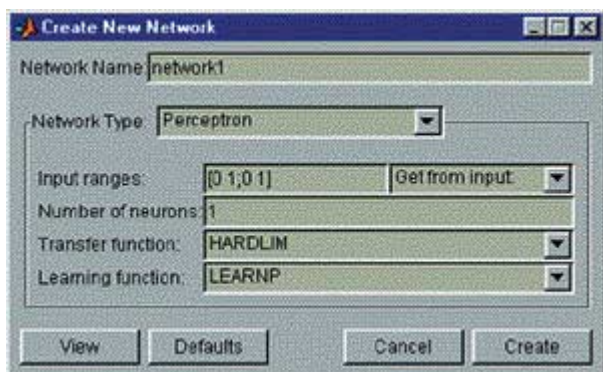 Create New Network
Network Name: network1
Network Type: Perceptron
Input ranges: [0 1;0 1] Get from input:
Number of neurons: 1
Transfer function: HARDLIM
Learning function: LEARNP
View Defaults Cancel Create